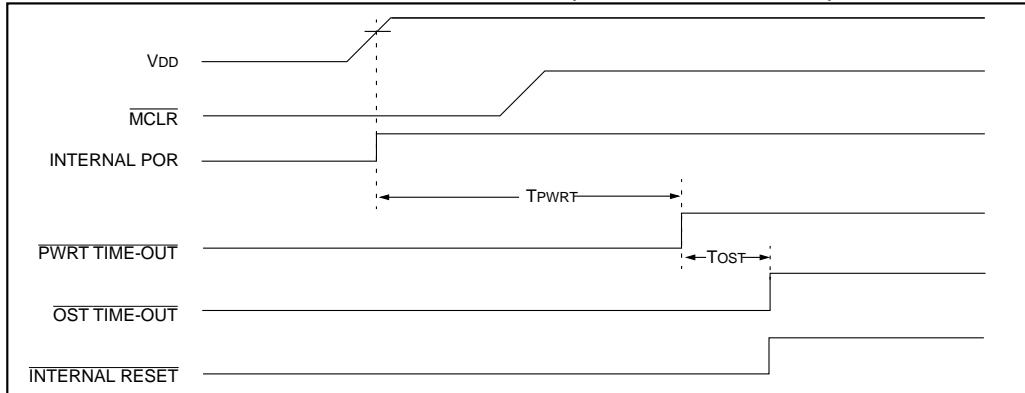 VDD
MCLR
INTERNAL POR
TPWRT
PWRT TIME-OUT
TOST
OST TIME-OUT
INTERNAL RESET